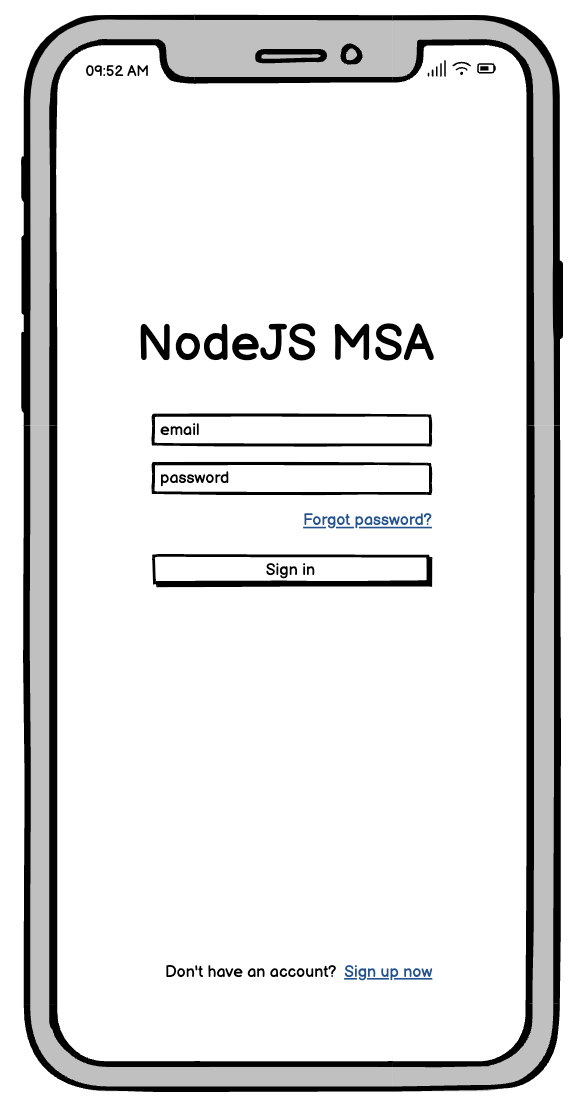 09:52 AM
NodeJS MSA
email
password
Forgot password?
Sign in
Don't have an account? Sign up now